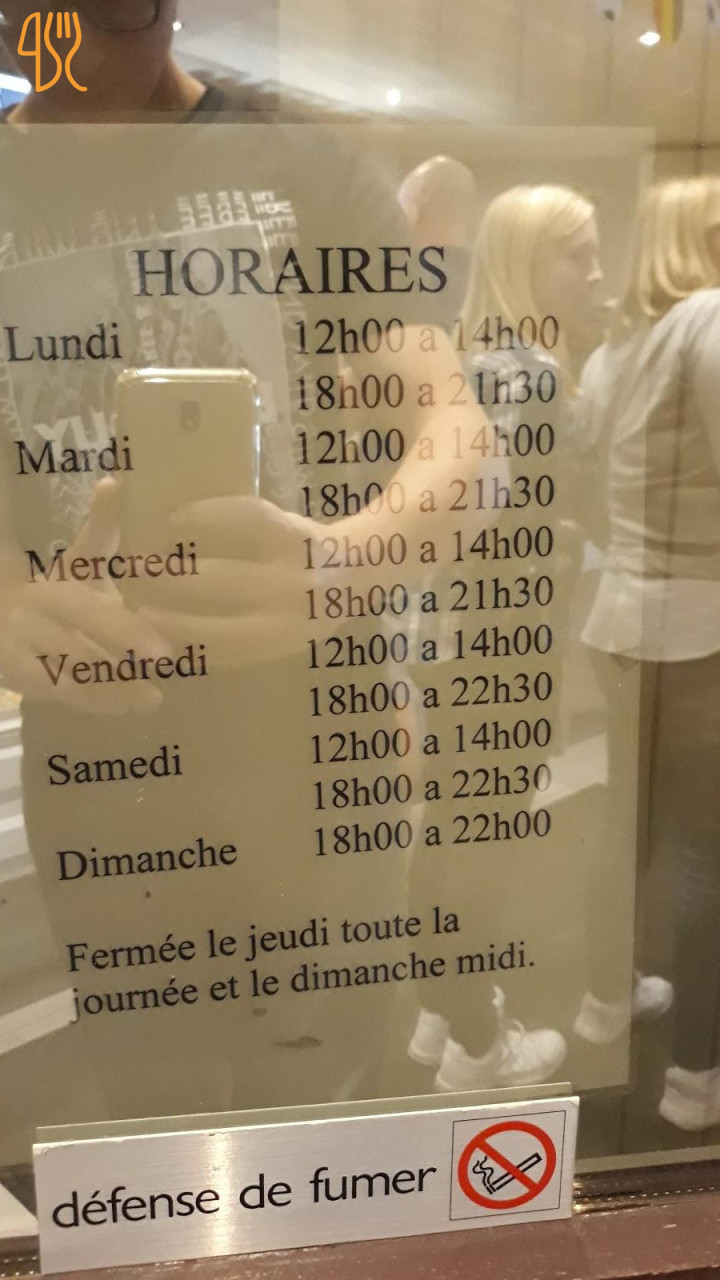 HORAIRES
Lundi 12h00 a 14h00
18h00 a 21h30
Mardi 12h00 a 14h00
18h00 a 21h30
Mercredi 12h00 a 14h00
18h00 a 21h30
Vendredi 12h00 a 14h00
18h00 a 22h30
Samedi 12h00 a 14h00
18h00 a 22h30
Dimanche 18h00 a 22h00
Fermée le jeudi toute la
journée et le dimanche midi.
défense de fumer